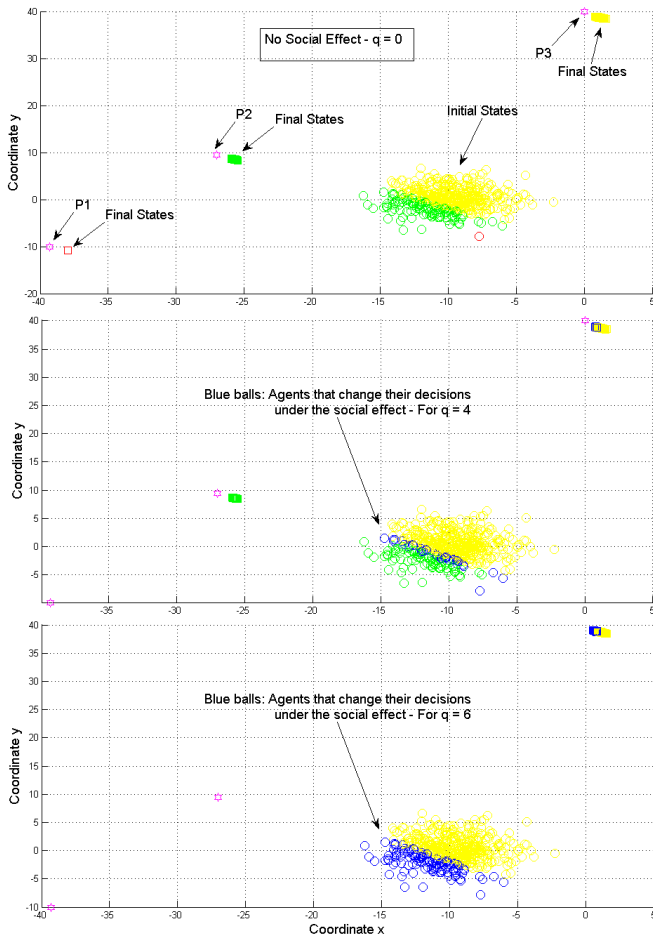 40
No Social Effect - q = 0
P3
Final States
30
20
P2
Final States
Initial States
10
Coordinate y
0
P1
Final States
-10
-20
-40 -35 -30 -25 -20 -15 -10 -5 0 5
40
35
30
Blue balls: Agents that change their decisions
under the social effect - For q = 4
25
20
Coordinate y
15
10
5
0
-5
-10
-35 -30 -25 -20 -15 -10 -5 0 5
40
35
30
Blue balls: Agents that change their decisions
under the social effect - For q = 6
25
20
Coordinate y
15
10
5
0
-5
-10
-40 -35 -30 -25 -20 -15 -10 -5 0 5
Coordinate x